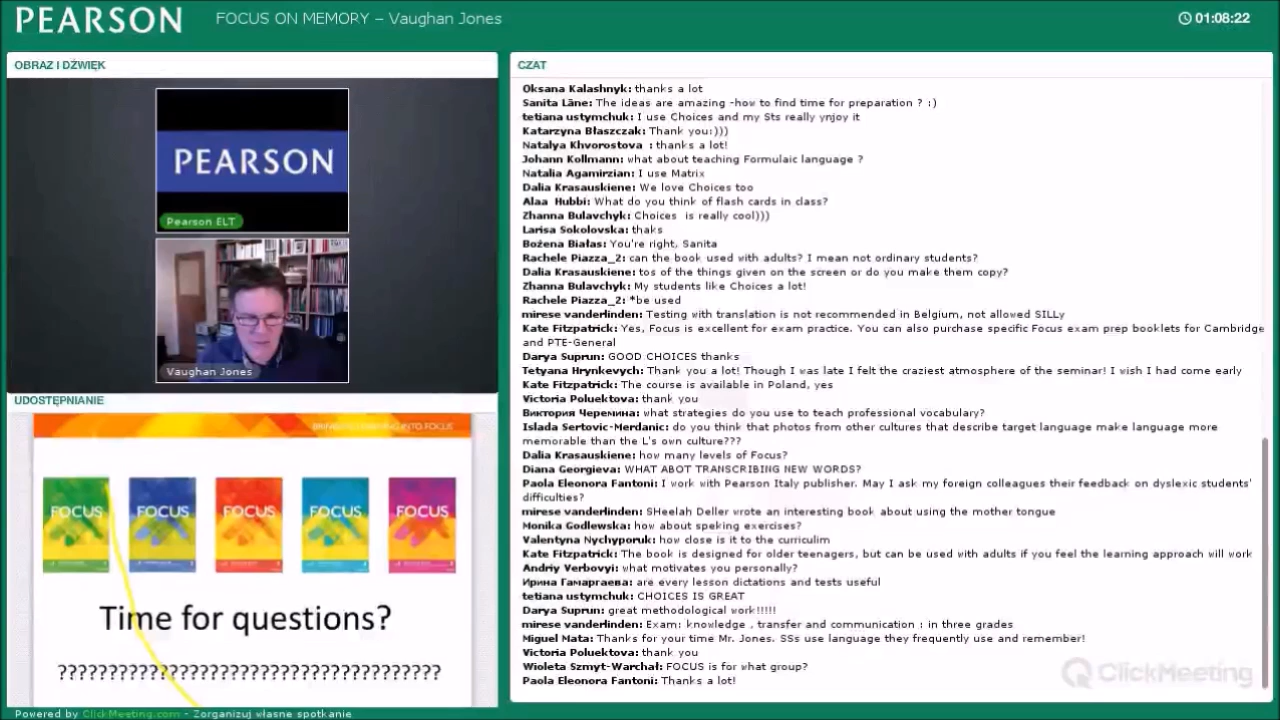 PEARSON
FOCUS ON MEMORY – Vaughan Jones
01:08:22
OBRAZ I DŹWIĘK
PEARSON
Pearson ELT
Vaughan Jones
UDOSTĘPNIANIE
FOCUS
FOCUS
FOCUS
FOCUS
FOCUS
Time for questions?
???????????????????????????????????
CZAT
Oksana Kalashnyk: thanks a lot
Sanita Lāne: The ideas are amazing -how to find time for preparation ? :)
tetiana ustymchuk: I use Choices and my Sts really ynjoy it
Katarzyna Błaszczak: Thank you:)))
Natalya Khvorostova : thanks a lot!
Johann Kollmann: what about teaching Formulaic language ?
Natalia Agamirzian: I use Matrix
Dalia Krasauskiene: We love Choices too
Alaa Hubbi: What do you think of flash cards in class?
Zhanna Bulavchyk: Choices is really cool)))
Larisa Sokolovska: thaks
Bożena Białas: You're right, Sanita
Rachele Piazza_2: can the book used with adults? I mean not ordinary students?
Dalia Krasauskiene: tos of the things given on the screen or do you make them copy?
Zhanna Bulavchyk: My students like Choices a lot!
Rachele Piazza_2: *be used
mirese vanderlinden: Testing with translation is not recommended in Belgium, not allowed SILLy
Kate Fitzpatrick: Yes, Focus is excellent for exam practice. You can also purchase specific Focus exam prep booklets for Cambridge
and PTE-General
Darya Suprun: GOOD CHOICES thanks
Tetyana Hrynkevych: Thank you a lot! Though I was late I felt the craziest atmosphere of the seminar! I wish I had come early
Kate Fitzpatrick: The course is available in Poland, yes
Victoria Poluektova: thank you
Виктория Черемина: what strategies do you use to teach professional vocabulary?
Islada Sertovic-Merdanic: do you think that photos from other cultures that describe target language make language more
memorable than the L's own culture???
Dalia Krasauskiene: how many levels of Focus?
Diana Georgieva: WHAT ABOT TRANSCRIBING NEW WORDS?
Paola Eleonora Fantoni: I work with Pearson Italy publisher. May I ask my foreign colleagues their feedback on dyslexic students'
difficulties?
mirese vanderlinden: SHeelah Deller wrote an interesting book about using the mother tongue
Monika Godlewska: how about speking exercises?
Valentyna Nychyporuk: how close is it to the curriculim
Kate Fitzpatrick: The book is designed for older teenagers, but can be used with adults if you feel the learning approach will work
Andriy Verbovyi: what motivates you personally?
Ирина Гамаргаева: are every lesson dictations and tests useful
tetiana ustymchuk: CHOICES IS GREAT
Darya Suprun: great methodological work!!!!!
mirese vanderlinden: Exam: knowledge , transfer and communication : in three grades
Miguel Mata: Thanks for your time Mr. Jones. SSs use language they frequently use and remember!
Victoria Poluektova: thank you
Wioleta Szmyt-Warchał: FOCUS is for what group?
Paola Eleonora Fantoni: Thanks a lot!
ClickMeeting
Powered by ClickMeeting.com - Zorganizuj własne spotkanie